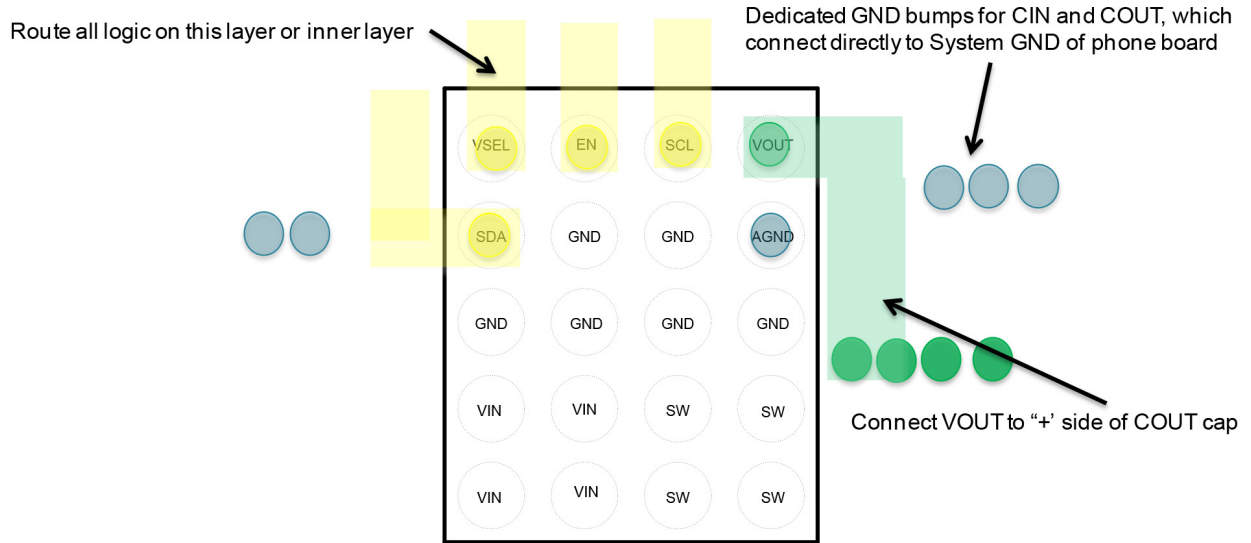 Route all logic on this layer or inner layer
Dedicated GND bumps for CIN and COUT, which
connect directly to System GND of phone board
VSEL EN SCL VOUT
SDA GND GND AGND
GND GND GND GND
VIN VIN SW SW
Connect VOUT to “+’ side of COUT cap
VIN VIN SW SW